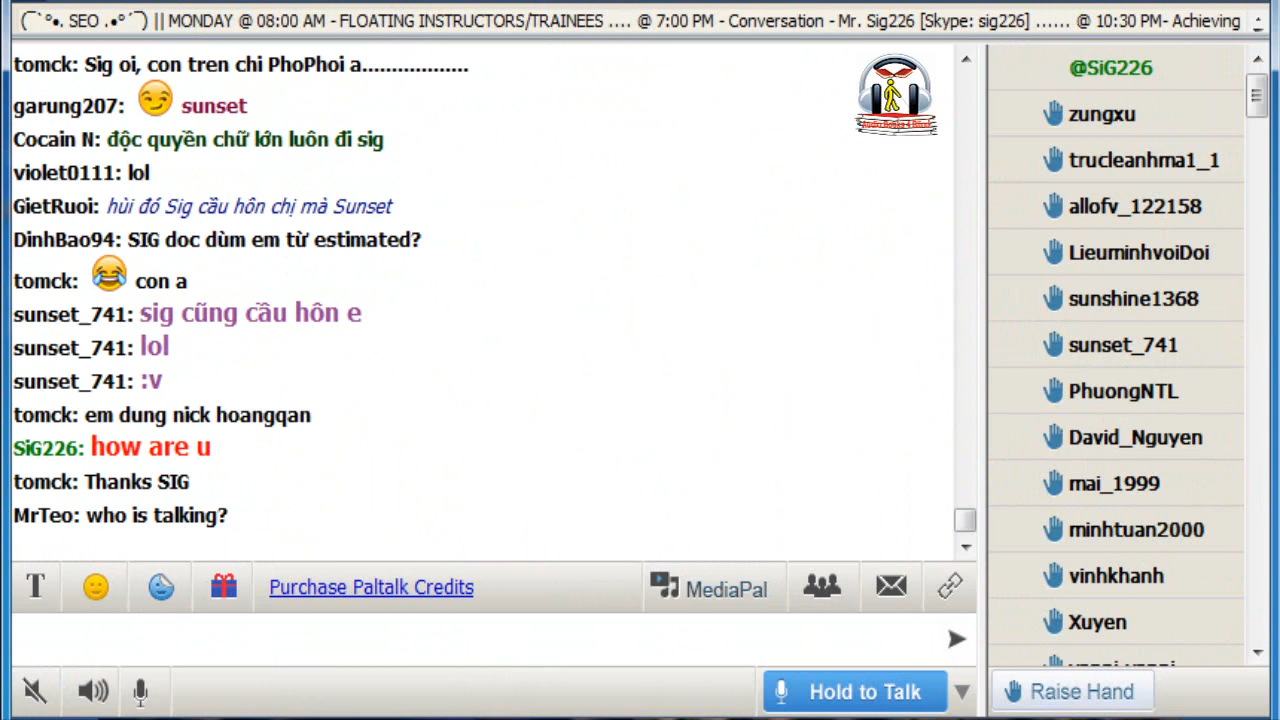 (¯`°•. SEO .•°´¯) || MONDAY @ 08:00 AM - FLOATING INSTRUCTORS/TRAINEES .... @ 7:00 PM - Conversation - Mr. Sig226 [Skype: sig226] ...... @ 10:30 PM- Achieving
tomck: Sig oi, con tren chi PhoPhoi a..................
garung207: sunset
Cocain N: độc quyền chữ lớn luôn đi sig
violet0111: lol
GietRuoi: hùi đó Sig cầu hôn chị mà Sunset
DinhBao94: SIG doc dùm em từ estimated?
tomck: con a
sunset_741: sig cũng cầu hôn e
sunset_741: lol
sunset_741: :v
tomck: em dung nick hoangqan
SiG226: how are u
tomck: Thanks SIG
MrTeo: who is talking?
@SiG226
zungxu
trucleanhma1_1
allofv_122158
LieuminhvoiDoi
sunshine1368
sunset_741
PhuongNTL
David_Nguyen
mai_1999
minhtuan2000
vinhkhanh
Xuyen
T
Purchase Paltalk Credits
MediaPal
Hold to Talk
Raise Hand